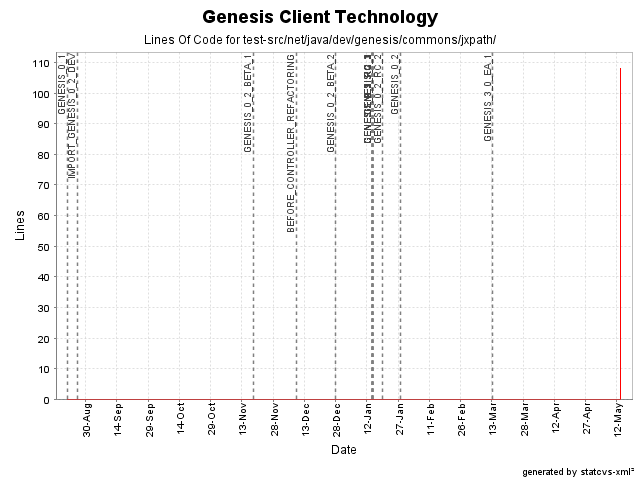 Genesis Client Technology
Lines Of Code for test-src/net/java/dev/genesis/commons/jxpath/
110
100
90
80
70
60
50
40
30
20
10
0
Lines
GENESIS_0_1
IMPORT_GENESIS_0_2_DEV
GENESIS_0_2_BETA_1
BEFORE_CONTROLLER_REFACTORING
GENESIS_0_2_BETA_2
GENESIS_0_2_RC_2
GENESIS_0_2
GENESIS_3_0_EA_1
30-Aug
14-Sep
29-Sep
14-Oct
29-Oct
13-Nov
28-Nov
13-Dec
28-Dec
12-Jan
27-Jan
11-Feb
26-Feb
13-Mar
28-Mar
12-Apr
27-Apr
12-May
Date
generated by statcvs-xml²